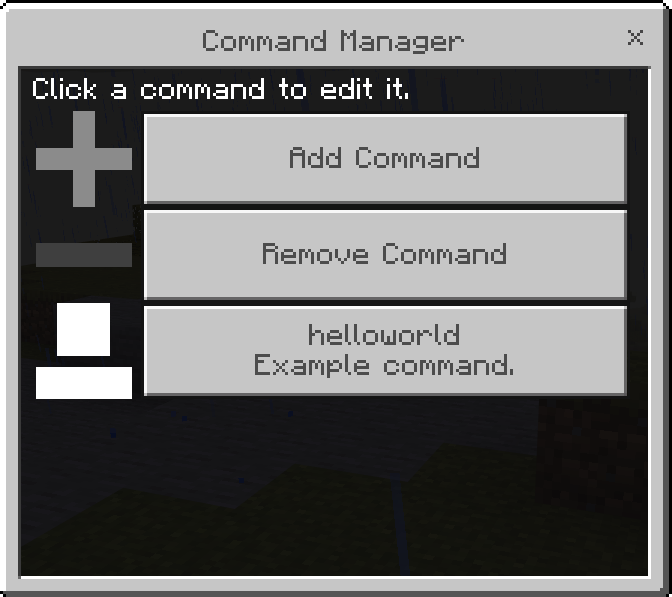 Command Manager
Click a command to edit it.
Add Command
Remove Command
helloworld
Example command.